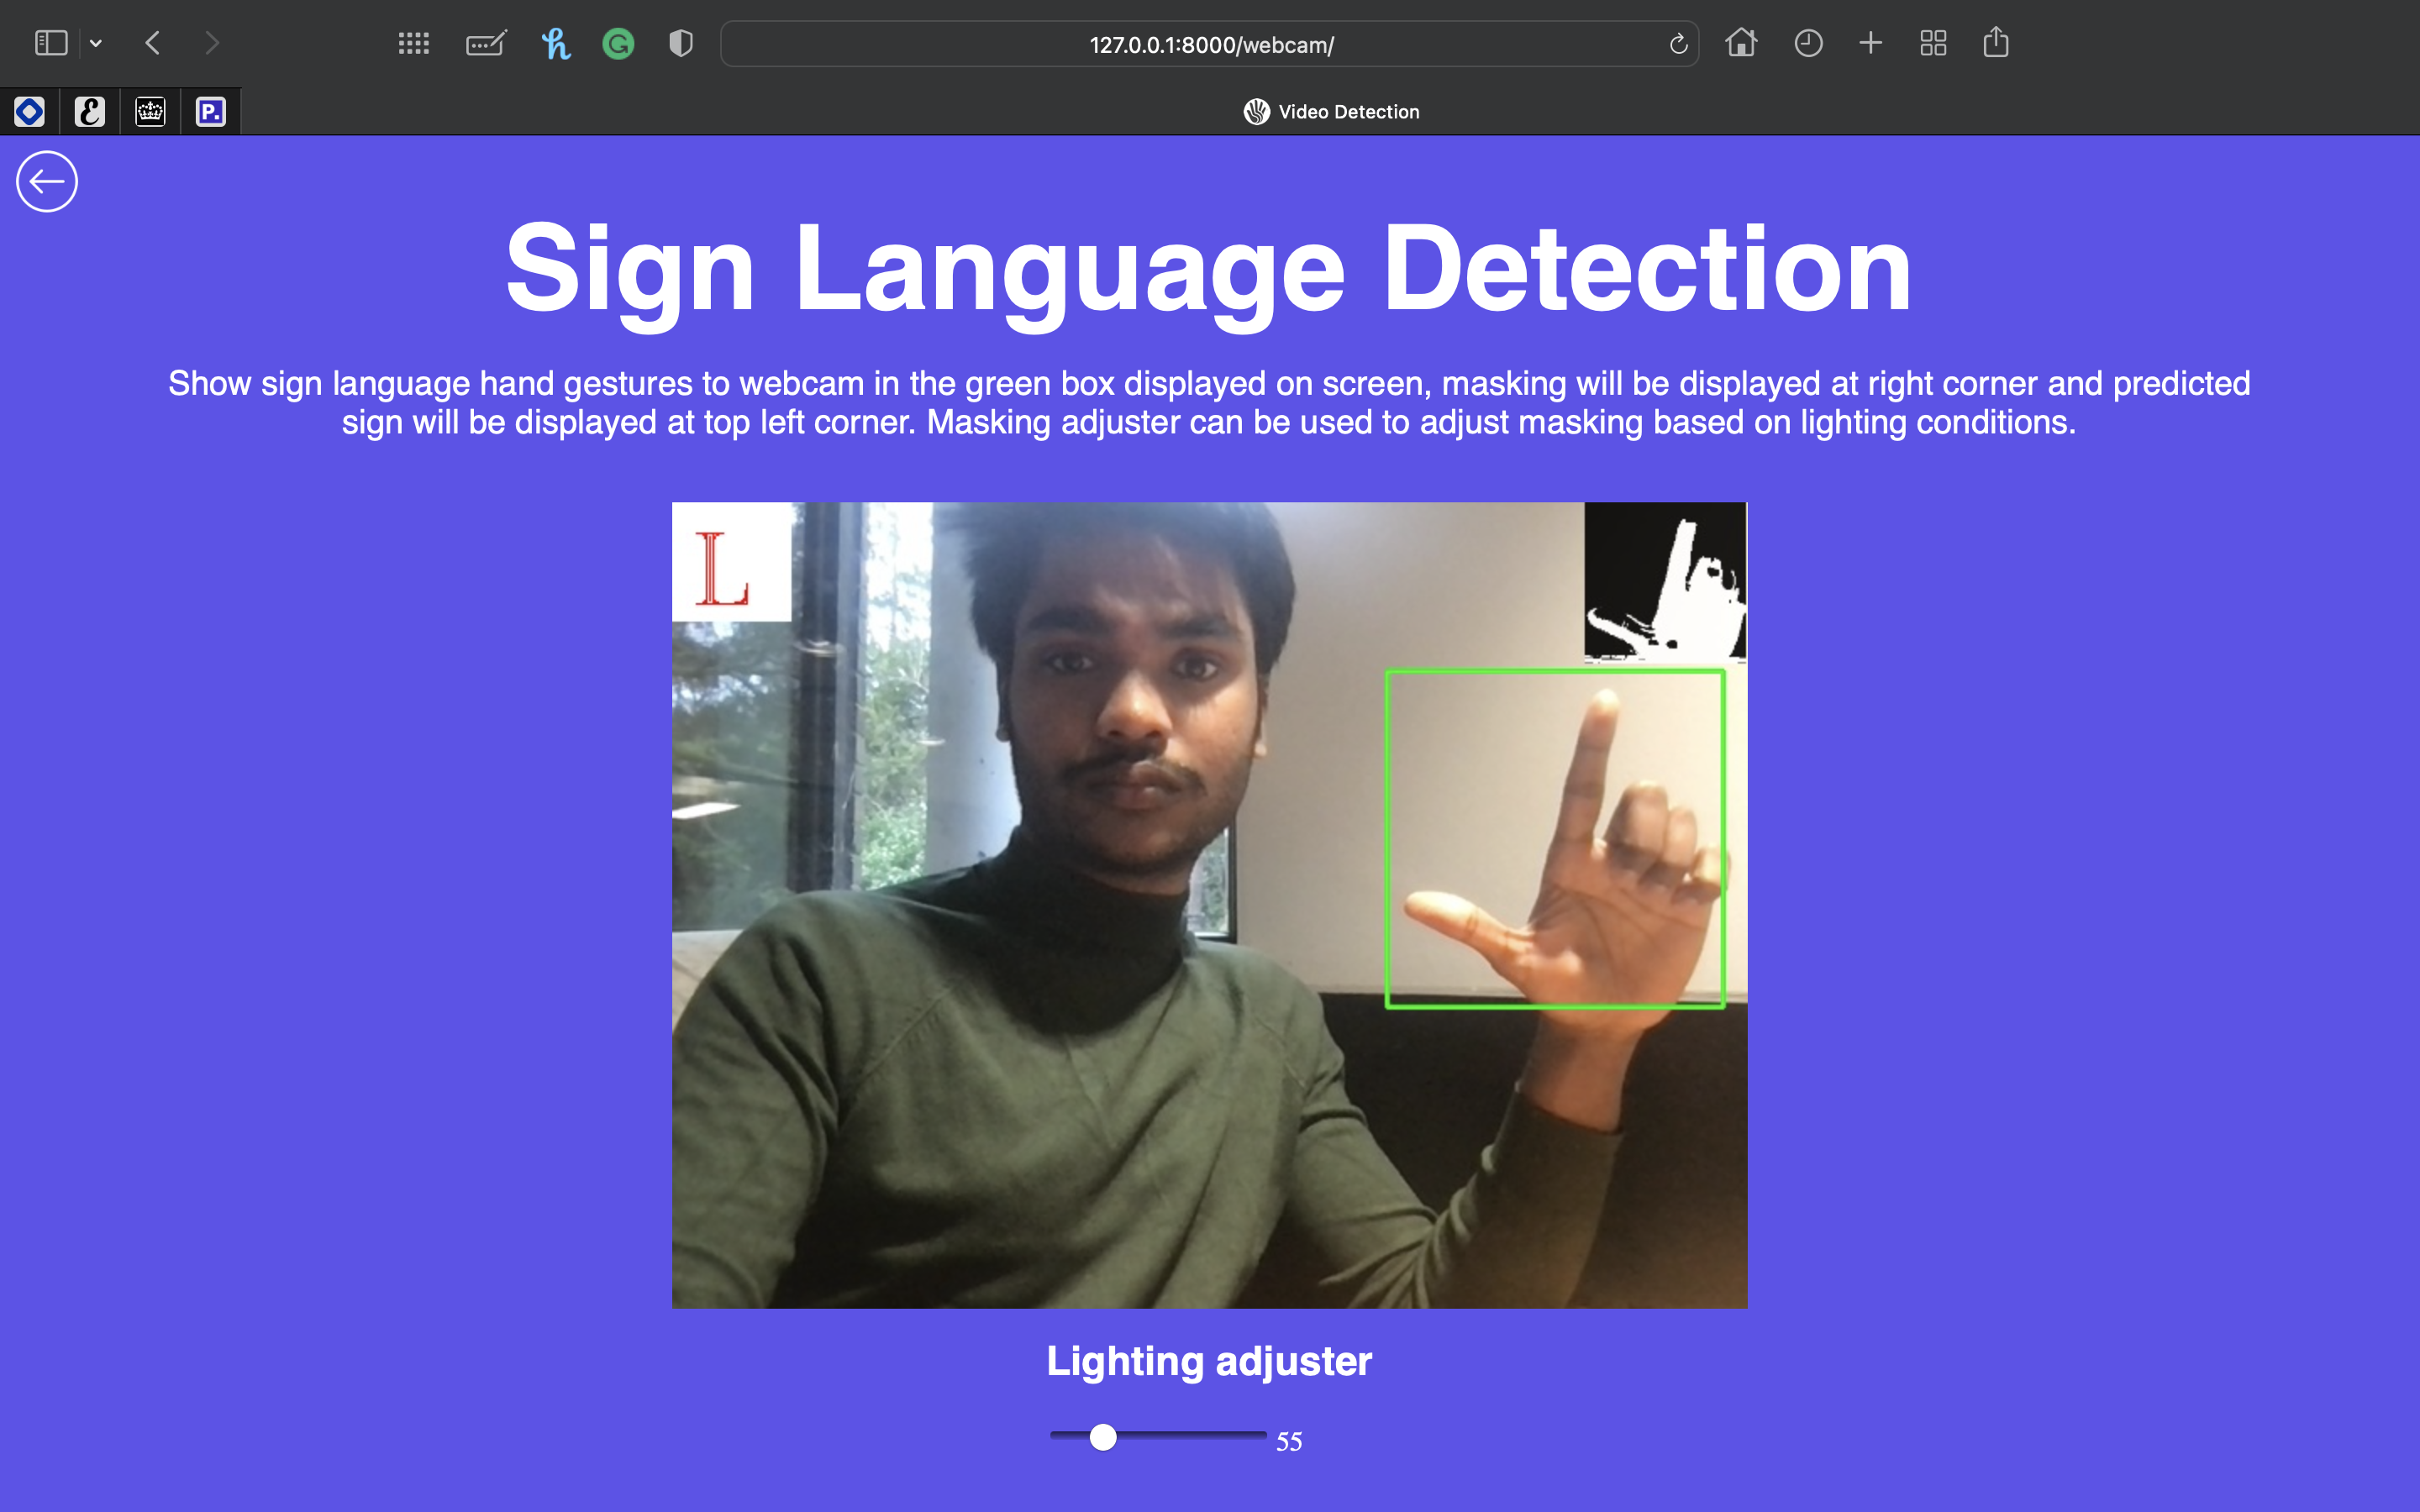 127.0.0.1:8000/webcam/
P.
Video Detection
Sign Language Detection
Show sign language hand gestures to webcam in the green box displayed on screen, masking will be displayed at right corner and predicted
sign will be displayed at top left corner. Masking adjuster can be used to adjust masking based on lighting conditions.
L
Lighting adjuster
55